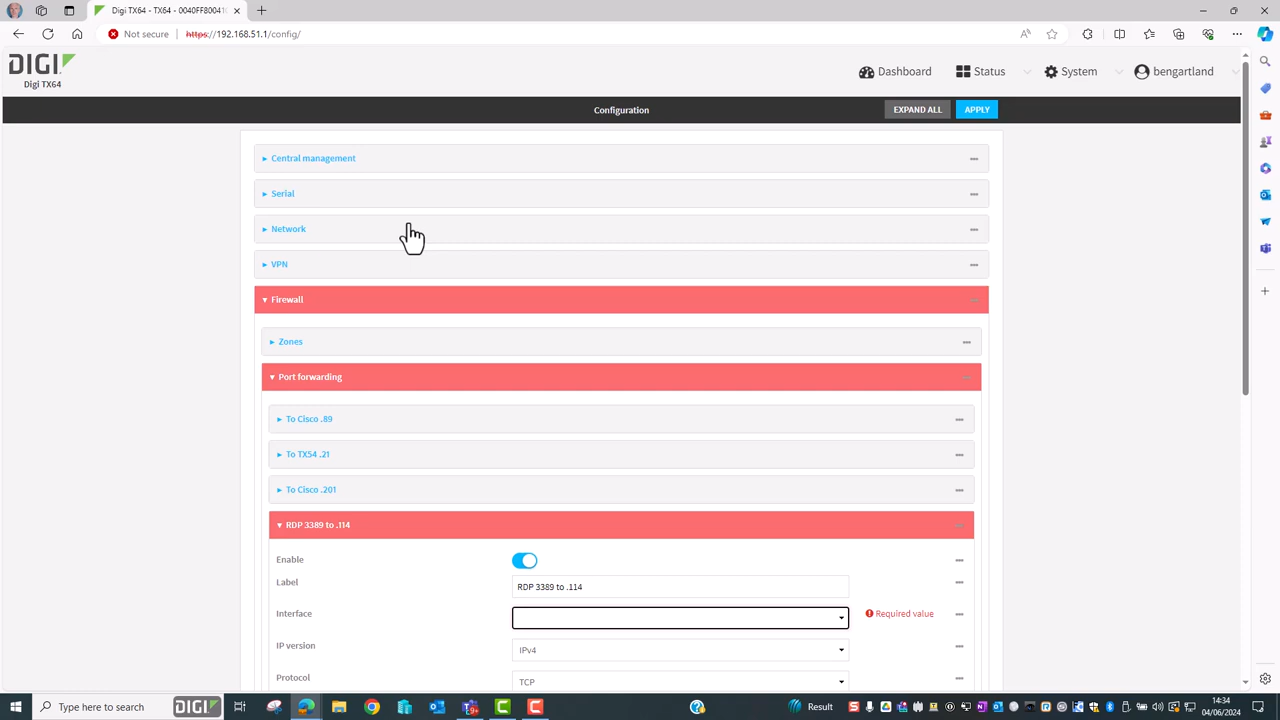 Digi TX64 - TX64 - 0040FF80041
Not secure
https://192.168.51.1/config/
DIGI
Digi TX64
Dashboard
Status
System
bengartland
Configuration
EXPAND ALL
APPLY
Central management
Serial
Network
VPN
Firewall
Zones
Port forwarding
To Cisco .89
To TX54 .21
To Cisco .201
RDP 3389 to .114
Enable
Label
RDP 3389 to .114
Interface
Required value
IP version
IPv4
Protocol
TCP
Type here to search
DIGI
Result
14:34
04/06/2024